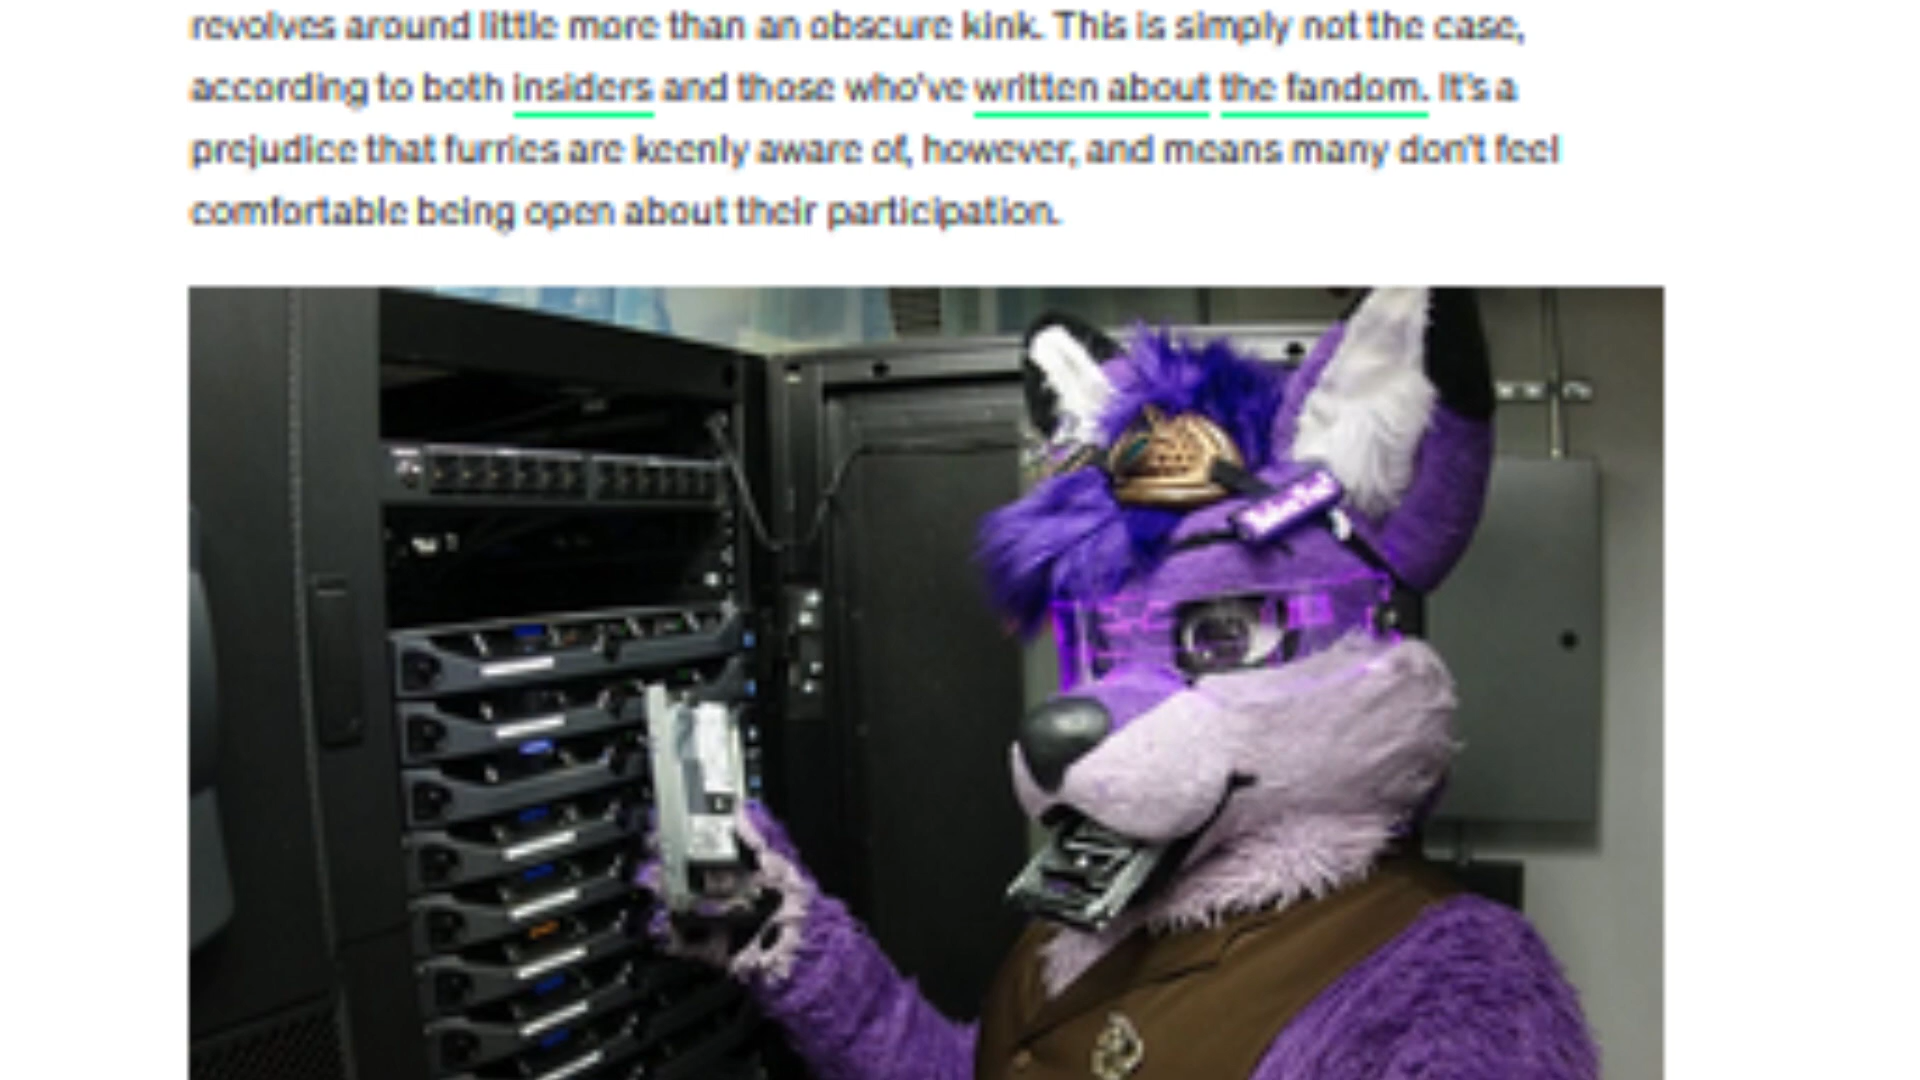 revolves around little more than an obscure kink. This is simply not the case,
according to both insiders and those who've written about the fandom. It's a
prejudice that furries are keenly aware of, however, and means many don't feel
comfortable being open about their participation.